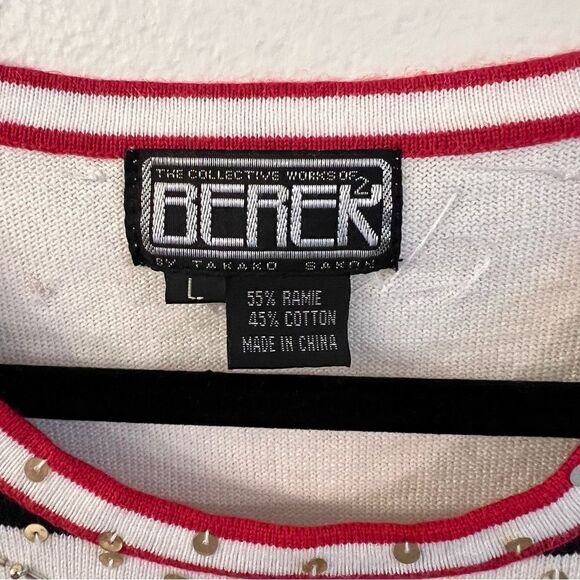 THE COLLECTIVE WORKS OF
BEREK 2
BY TAKAKO SAKON
L
55% RAMIE
45% COTTON
MADE IN CHINA